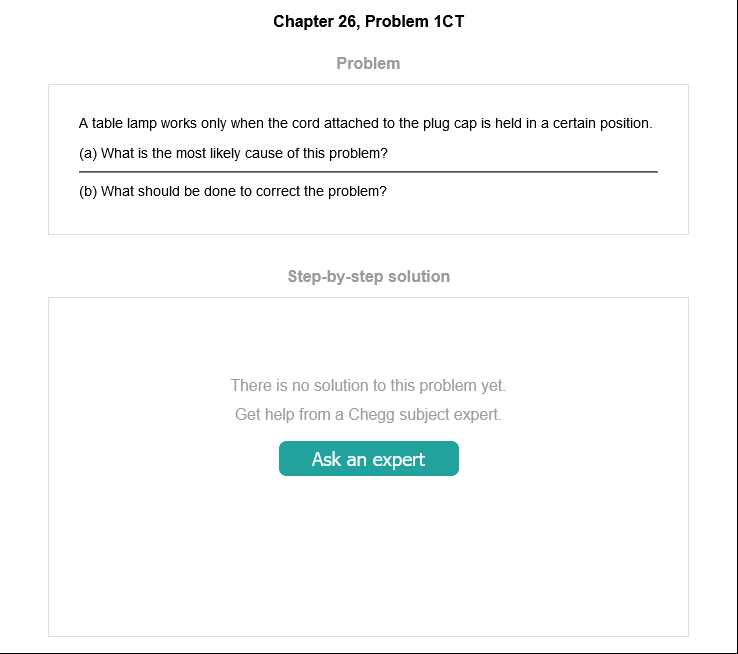 Chapter 26, Problem 1CT
Problem
A table lamp works only when the cord attached to the plug cap is held in a certain position.
(a) What is the most likely cause of this problem?
(b) What should be done to correct the problem?
Step-by-step solution
There is no solution to this problem yet.
Get help from a Chegg subject expert.
Ask an expert